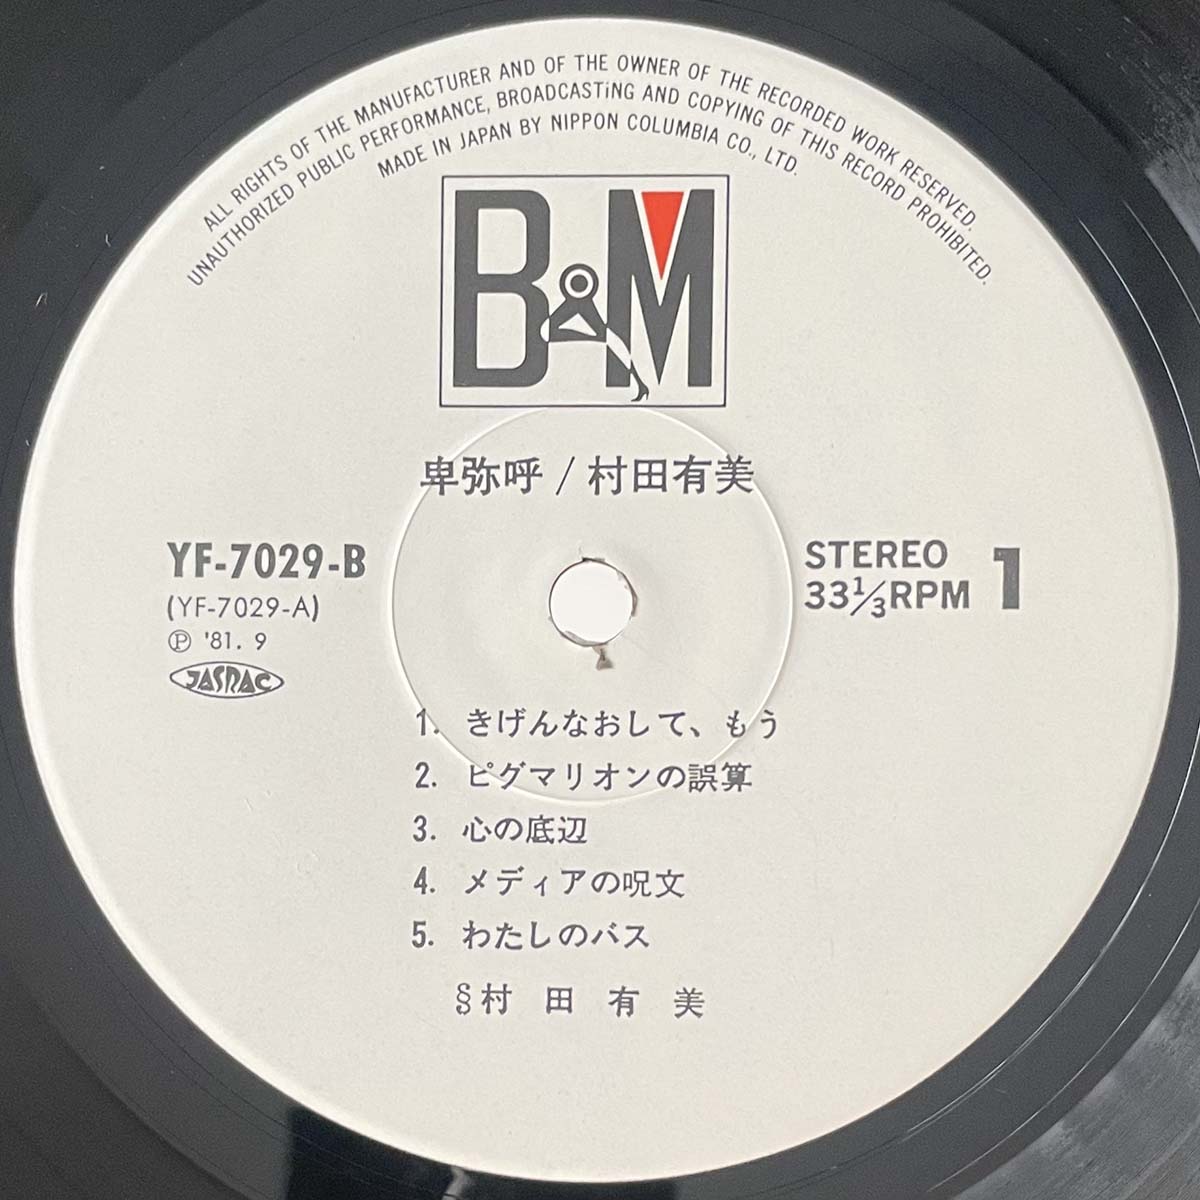 ALL RIGHTS OF THE MANUFACTURER AND OF THE OWNER OF THE RECORDED WORK RESERVED.
UNAUTHORIZED PUBLIC PERFORMANCE, BROADCASTiNG AND COPYING OF THIS RECORD PROHIBITED.
MADE IN JAPAN BY NIPPON COLUMBIA CO., LTD.
B&M
卑弥呼/村田有美
YF-7029-B
(YF-7029-A)
Ⓟ '81. 9
JASRAC
STEREO
33⅓RPM 1
1. きげんなおして、もう
2. ピグマリオンの誤算
3. 心の底辺
4. メディアの呪文
5. わたしのバス
§村田有美